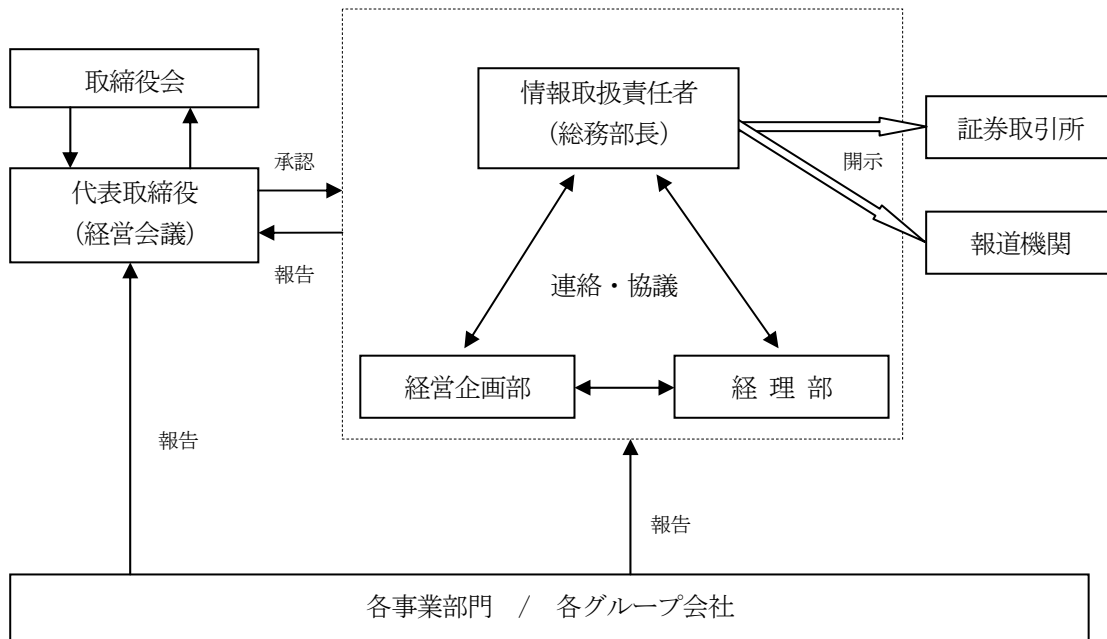 取締役会
情報取扱責任者
(総務部長)
証券取引所
承認
開示
代表取締役
(経営会議)
報道機関
報告
連絡・協議
経営企画部
経 理 部
報告
報告
各事業部門 / 各グループ会社